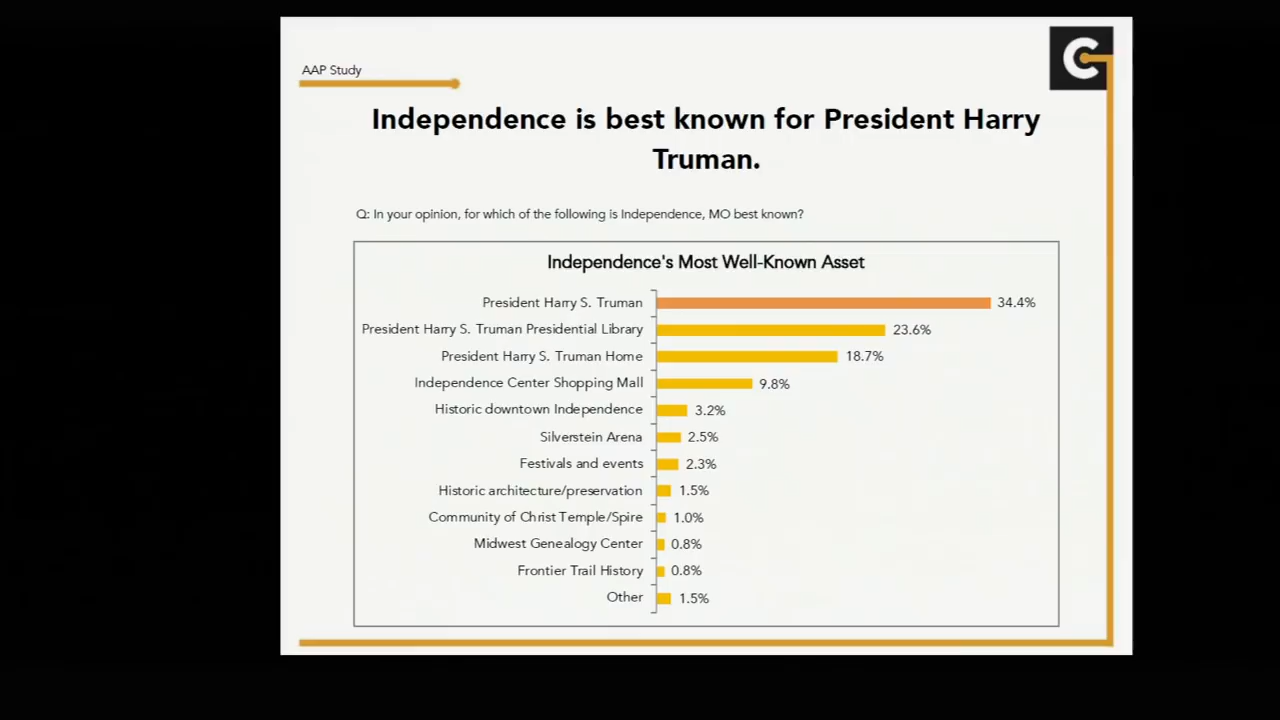 AAP Study
C
Independence is best known for President Harry
Truman.
Q: In your opinion, for which of the following is Independence, MO best known?
Independence's Most Well-Known Asset
President Harry S. Truman 34.4%
President Harry S. Truman Presidential Library 23.6%
President Harry S. Truman Home 18.7%
Independence Center Shopping Mall 9.8%
Historic downtown Independence 3.2%
Silverstein Arena 2.5%
Festivals and events 2.3%
Historic architecture/preservation 1.5%
Community of Christ Temple/Spire 1.0%
Midwest Genealogy Center 0.8%
Frontier Trail History 0.8%
Other 1.5%